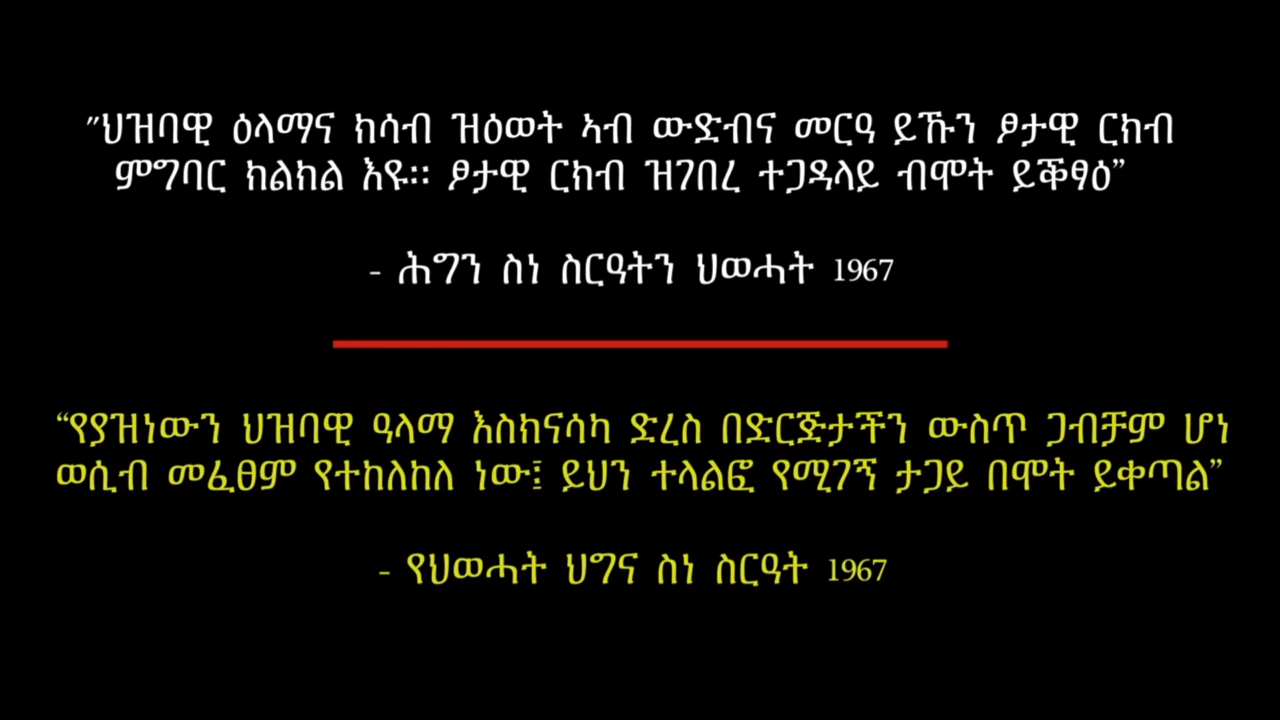 "ህዝባዊ ዕላማና ክሳብ ዝዕወት ኣብ ውድብና መርዓ ይኹን ፆታዊ ርክብ
ምግባር ክልክል እዩ፡፡ ፆታዊ ርክብ ዝገበረ ተጋዳላይ ብሞት ይቕፃዕ”
- ሕግን ስነ ስርዓትን ህወሓት 1967
“የያዝነውን ህዝባዊ ዓላማ እስክናሳካ ድረስ በድርጅታችን ውስጥ ጋብቻም ሆነ
ወሲብ መፈፀም የተከለከለ ነው፤ ይህን ተላልፎ የሚገኝ ታጋይ በሞት ይቀጣል”
- የህወሓት ህግና ስነ ስርዓት 1967